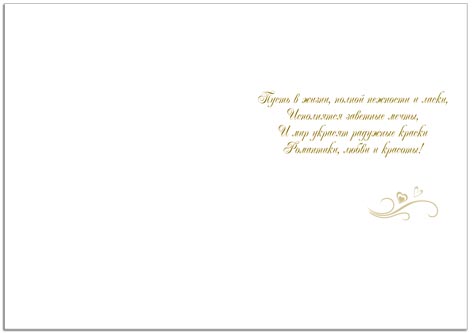 Пусть в жизни, полной нежности и ласки,
Исполнятся заветные мечты,
И мир украсят радужные краски
Романтики, любви и красоты!